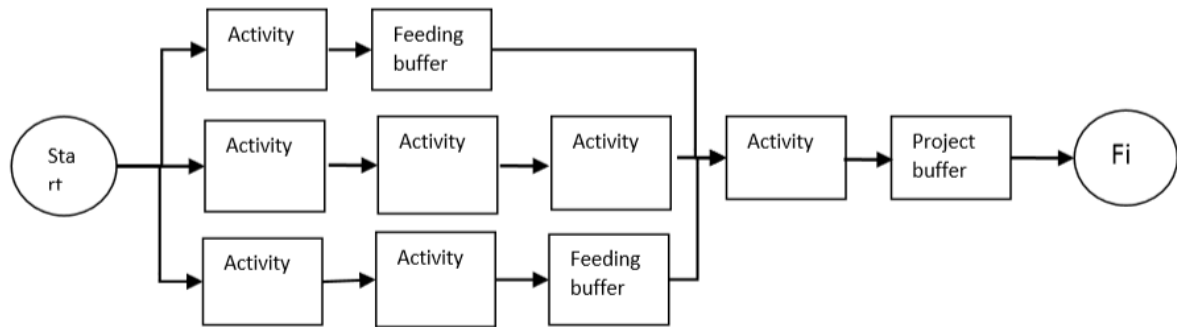 Activity
Feeding
buffer
Sta
rt
Activity
Activity
Activity
Activity
Project
buffer
Fi
Activity
Activity
Feeding
buffer